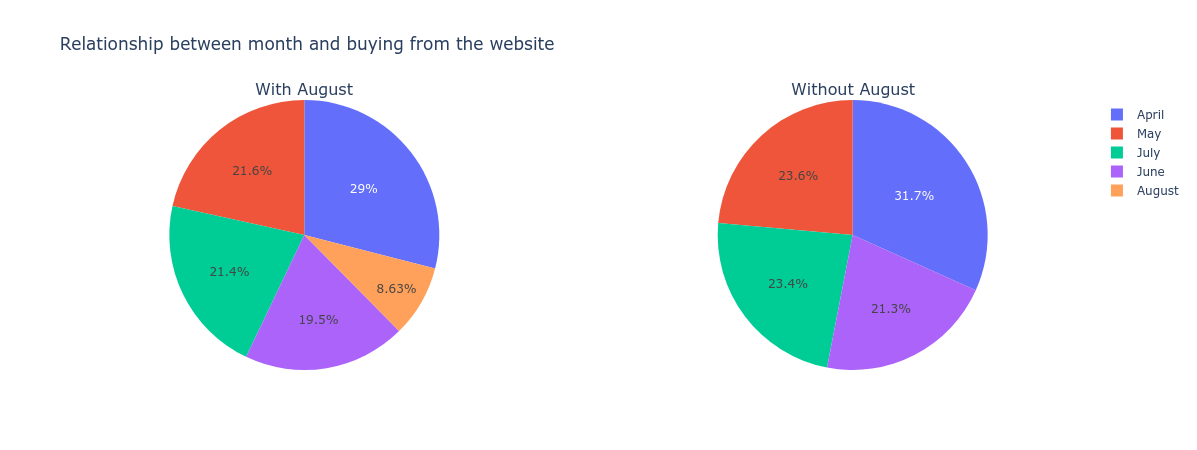 Relationship between month and buying from the website
With August
Without August
29%
21.6%
21.4%
19.5%
8.63%
31.7%
23.6%
23.4%
21.3%
April
May
July
June
August